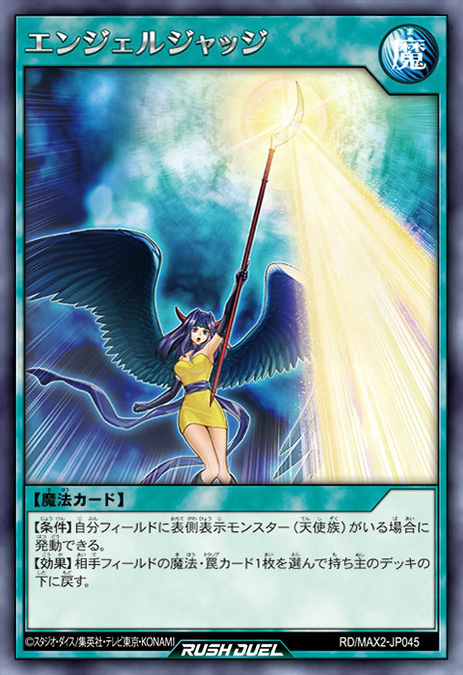 エンジェルジャッジ
魔
【魔法カード】
【条件】自分フィールドに表側表示モンスター(天使族)がいる場合に
発動できる。
【効果】相手フィールドの魔法・罠カード1枚を選んで持ち主のデッキの
下に戻す。
©スタジオ・ダイス/集英社・テレビ東京・KONAMI
RUSH DUEL
RD/MAX2-JP045